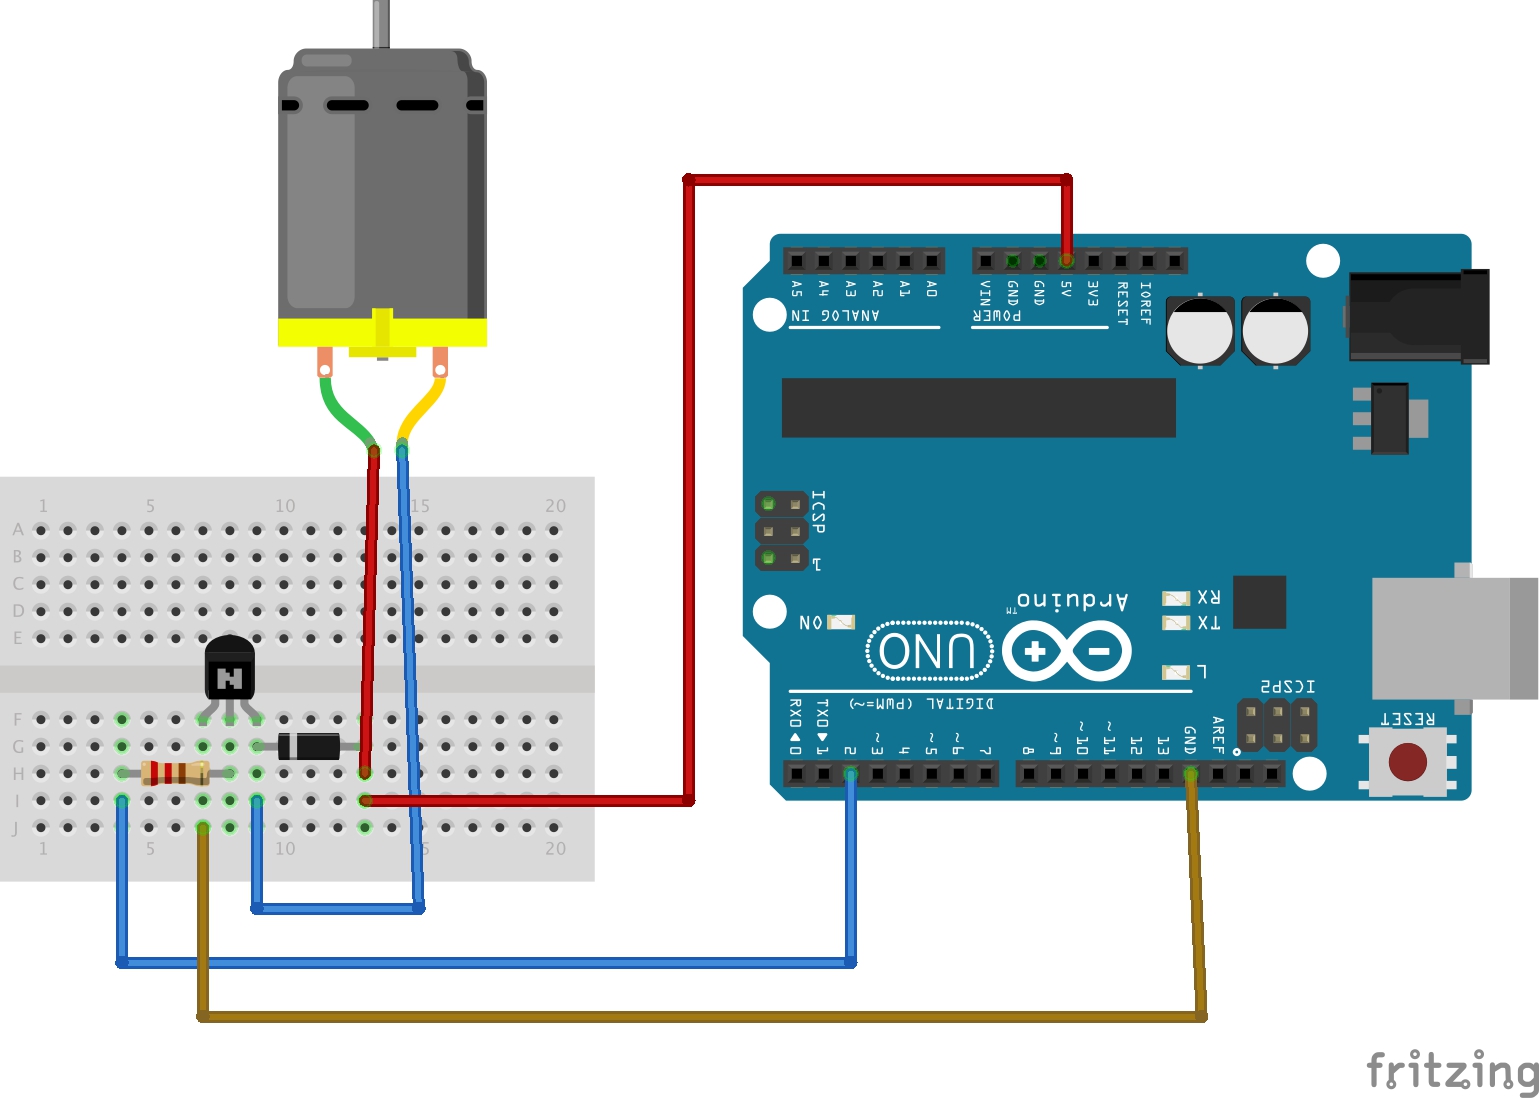 A5 A4 A3 A2 A1 A0
VIN GND GND 5V 3V3 RESET IOREF
ANALOG IN
POWER
1 5 10 15 20
A
B
C
D
E
N
F
G
H
I
J
1 5 5 20
10
ICSP
1
ON
UNO
Arduino™
RX
TX
L
ICSP2
DIGITAL (PWM=~)
RX0◄0 TX0►1 2 ~3 4 ~5 ~6 7
8 ~9 ~10 ~11 12 13 GND AREF
RESET
fritzing